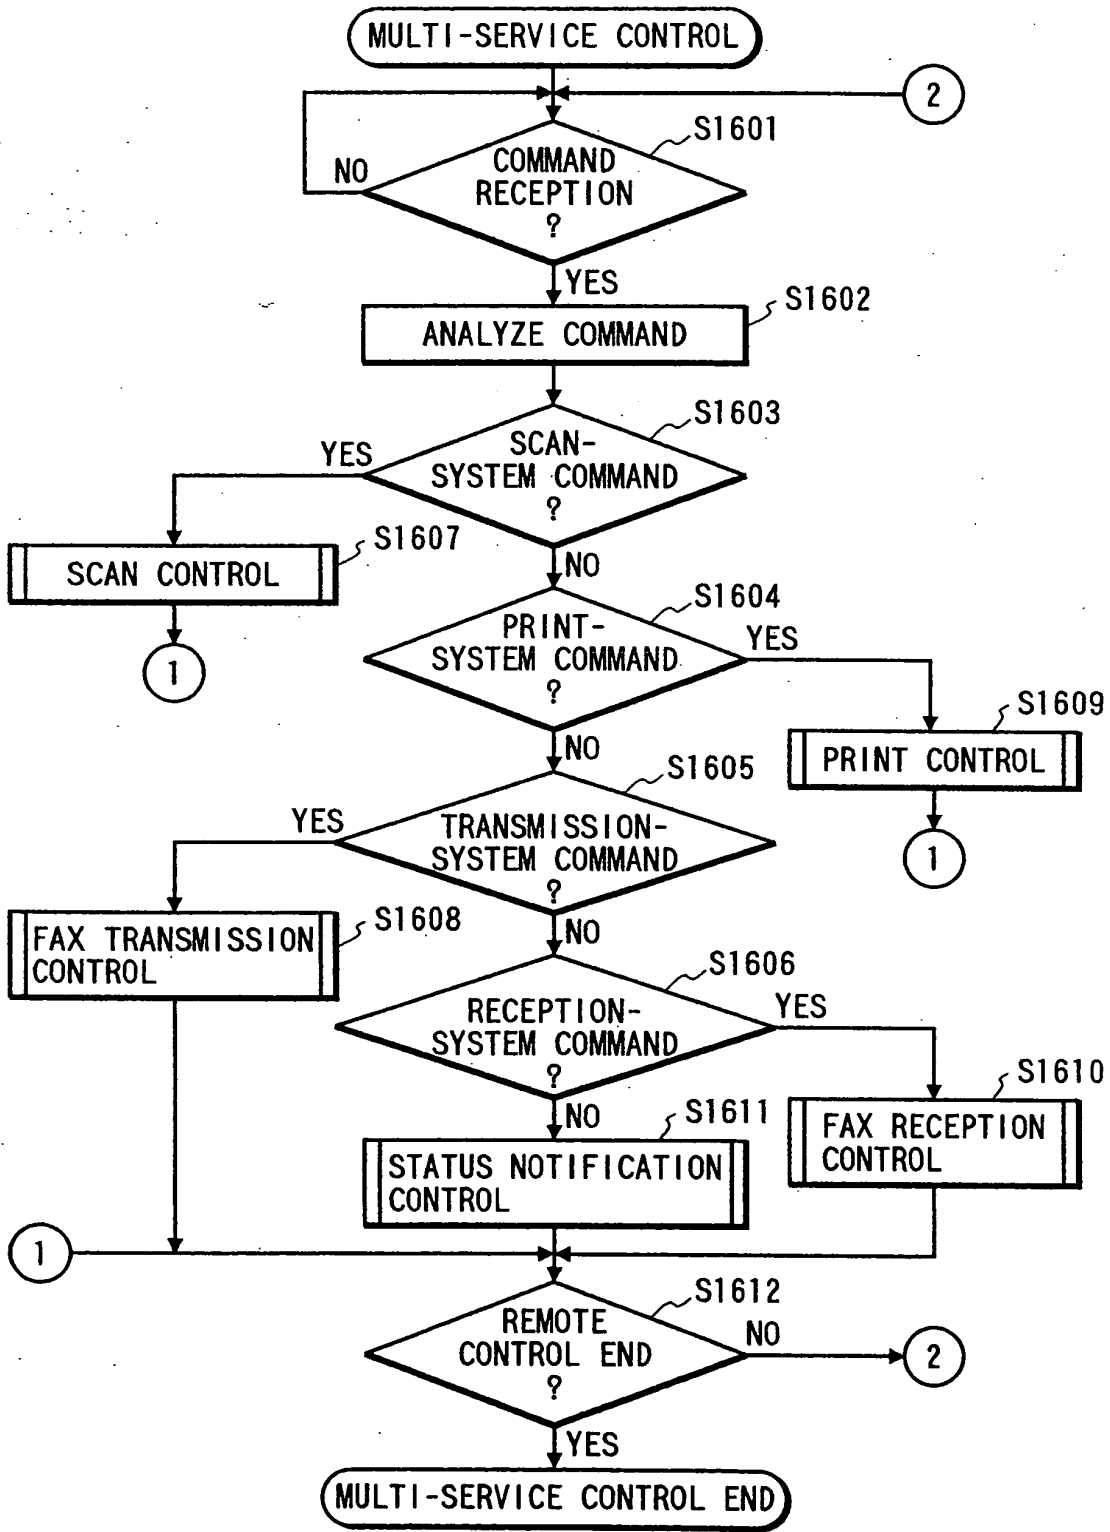 MULTI-SERVICE CONTROL
2
S1601
COMMAND
RECEPTION
?
NO
YES
S1602
ANALYZE COMMAND
S1603
SCAN-
SYSTEM COMMAND
?
YES
NO
S1607
SCAN CONTROL
1
S1604
PRINT-
SYSTEM COMMAND
?
YES
NO
S1609
PRINT CONTROL
1
S1605
TRANSMISSION-
SYSTEM COMMAND
?
YES
NO
S1608
FAX TRANSMISSION
CONTROL
S1606
RECEPTION-
SYSTEM COMMAND
?
YES
NO
S1610
FAX RECEPTION
CONTROL
S1611
STATUS NOTIFICATION
CONTROL
1
S1612
REMOTE
CONTROL END
?
NO
2
YES
MULTI-SERVICE CONTROL END